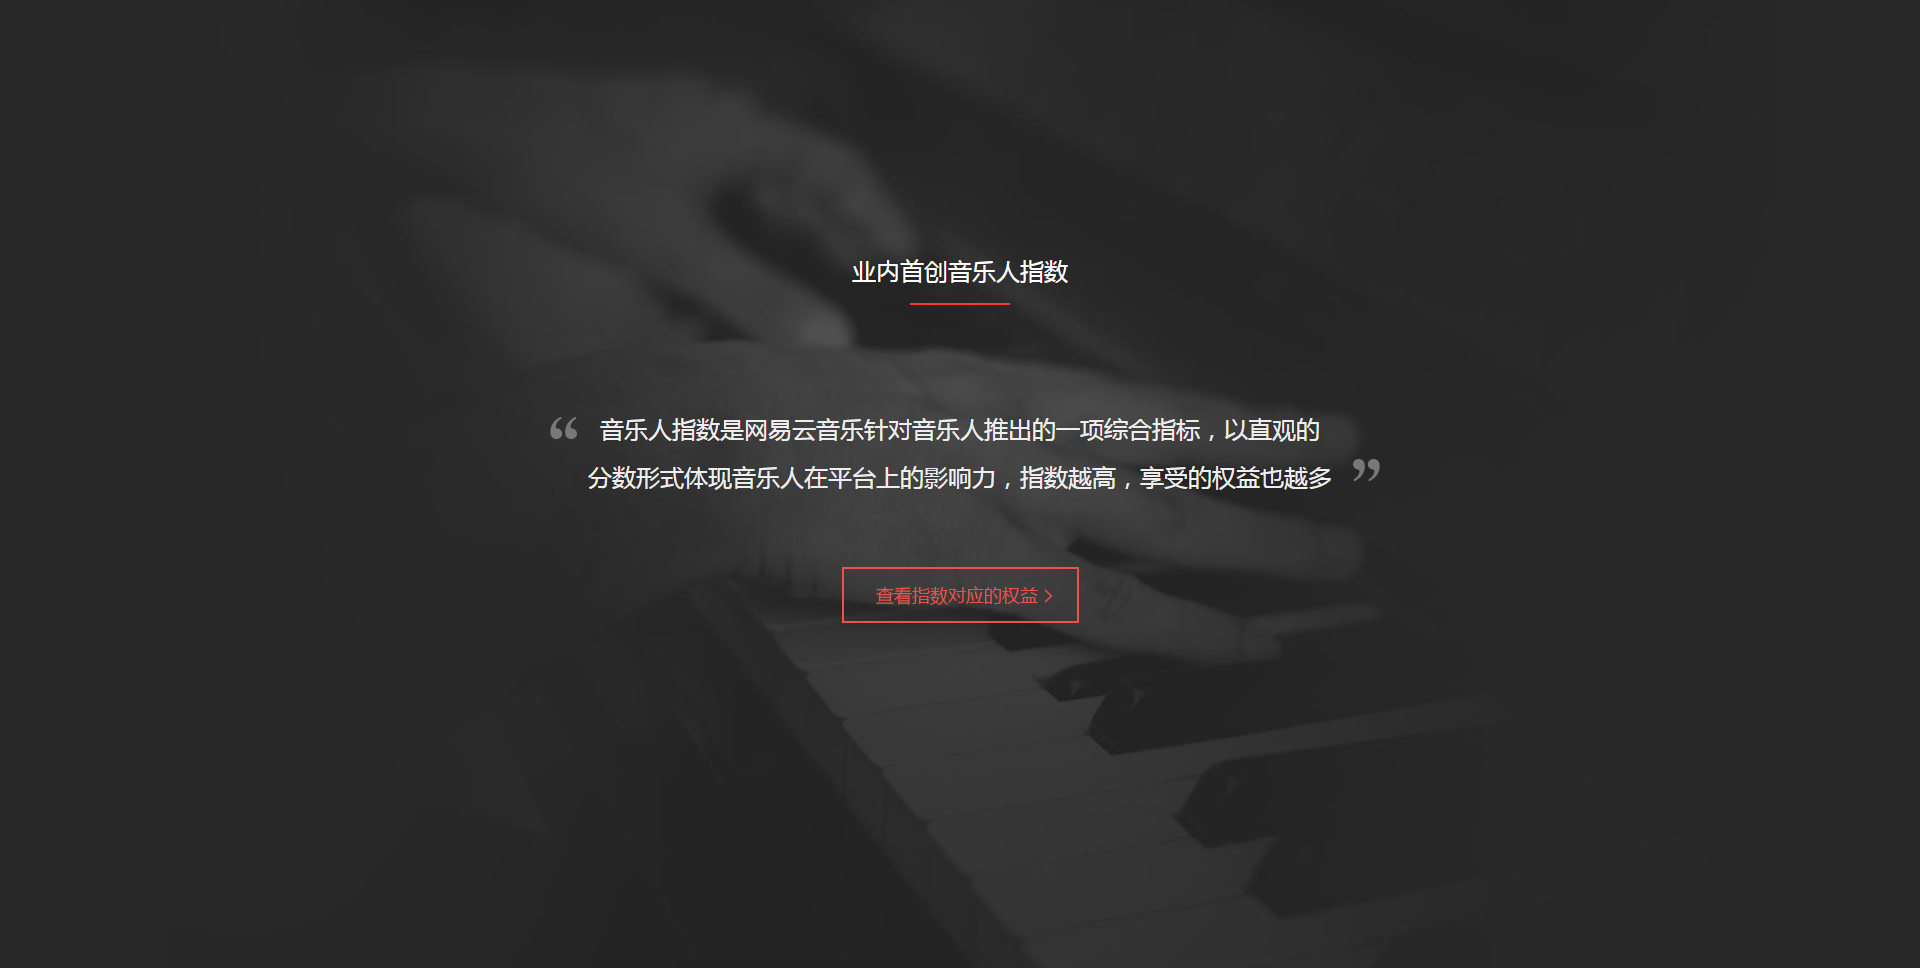 业内首创音乐人指数
“ 音乐人指数是网易云音乐针对音乐人推出的一项综合指标，以直观的
分数形式体现音乐人在平台上的影响力，指数越高，享受的权益也越多 ”
查看指数对应的权益 >